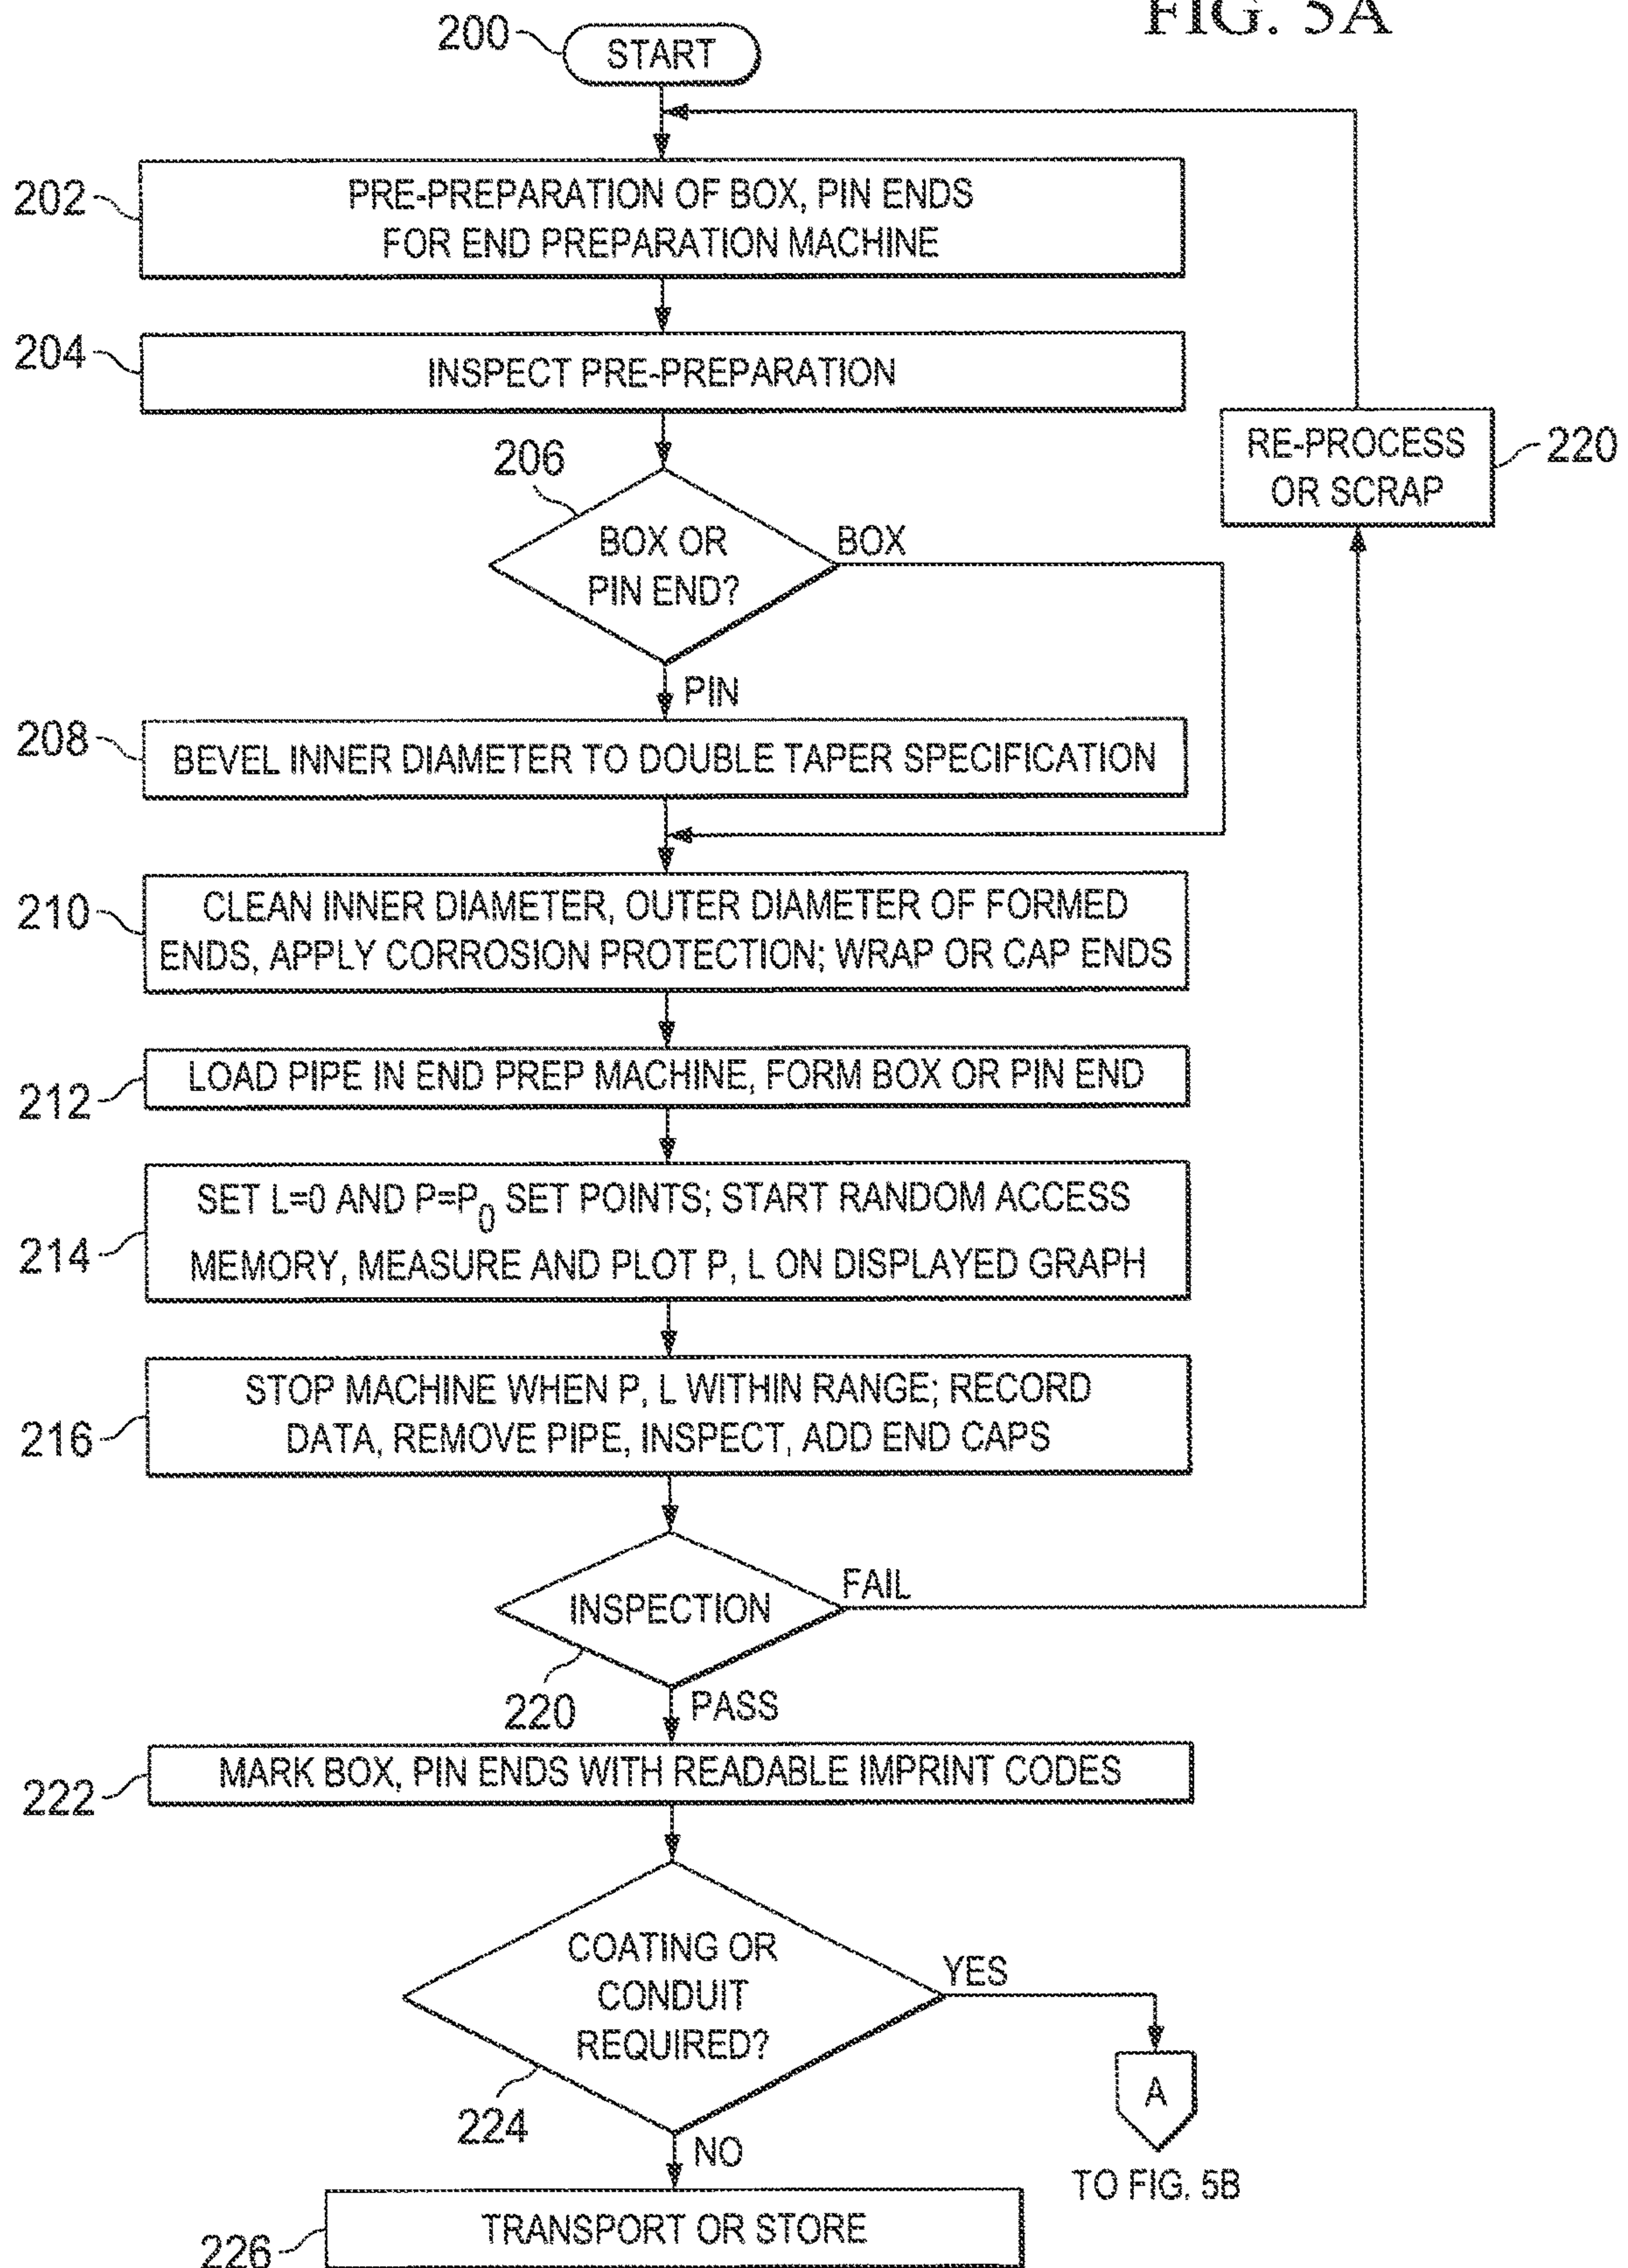 FIG. 5A
200
START
202
PRE-PREPARATION OF BOX, PIN ENDS
FOR END PREPARATION MACHINE
204
INSPECT PRE-PREPARATION
RE-PROCESS
OR SCRAP
220
206
BOX OR
PIN END?
BOX
PIN
208
BEVEL INNER DIAMETER TO DOUBLE TAPER SPECIFICATION
210
CLEAN INNER DIAMETER, OUTER DIAMETER OF FORMED
ENDS, APPLY CORROSION PROTECTION; WRAP OR CAP ENDS
212
LOAD PIPE IN END PREP MACHINE, FORM BOX OR PIN END
214
SET L=0 AND P=P0 SET POINTS; START RANDOM ACCESS
MEMORY, MEASURE AND PLOT P, L ON DISPLAYED GRAPH
216
STOP MACHINE WHEN P, L WITHIN RANGE; RECORD
DATA, REMOVE PIPE, INSPECT, ADD END CAPS
INSPECTION
FAIL
220
PASS
222
MARK BOX, PIN ENDS WITH READABLE IMPRINT CODES
COATING OR
CONDUIT
REQUIRED?
YES
224
A
NO
TO FIG. 5B
226
TRANSPORT OR STORE